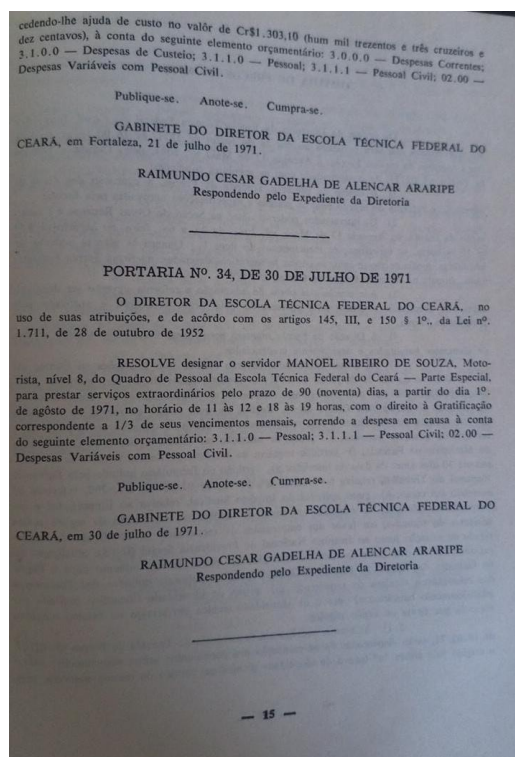 cedendo-lhe ajuda de custo no valôr de Cr$1.303,10 (hum mil trezentos e três cruzeiros e
dez centavos), à conta do seguinte elemento orçamentário: 3.0.0.0 — Despesas Correntes;
3.1.0.0 — Despesas de Custeio; 3.1.1.0 — Pessoal; 3.1.1.1 — Pessoal Civil; 02.00 —
Despesas Variáveis com Pessoal Civil.
Publique-se. Anote-se. Cumpra-se.
GABINETE DO DIRETOR DA ESCOLA TÉCNICA FEDERAL DO
CEARÁ, em Fortaleza, 21 de julho de 1971.
RAIMUNDO CESAR GADELHA DE ALENCAR ARARIPE
Respondendo pelo Expediente da Diretoria
PORTARIA Nº. 34, DE 30 DE JULHO DE 1971
O DIRETOR DA ESCOLA TÉCNICA FEDERAL DO CEARÁ, no
uso de suas atribuições, e de acôrdo com os artigos 145, III, e 150 § 1º., da Lei nº.
1.711, de 28 de outubro de 1952
RESOLVE designar o servidor MANOEL RIBEIRO DE SOUZA, Moto-
rista, nível 8, do Quadro de Pessoal da Escola Técnica Federal do Ceará — Parte Especial,
para prestar serviços extraordinários pelo prazo de 90 (noventa) dias, a partir do dia 1º.
de agôsto de 1971, no horário de 11 às 12 e 18 às 19 horas, com o direito à Gratificação
correspondente a 1/3 de seus vencimentos mensais, correndo a despesa em causa à conta
do seguinte elemento orçamentário: 3.1.1.0 — Pessoal; 3.1.1.1 — Pessoal Civil; 02.00 —
Despesas Variáveis com Pessoal Civil.
Publique-se. Anote-se. Cumpra-se.
GABINETE DO DIRETOR DA ESCOLA TÉCNICA FEDERAL DO
CEARÁ, em 30 de julho de 1971.
RAIMUNDO CESAR GADELHA DE ALENCAR ARARIPE
Respondendo pelo Expediente da Diretoria
— 15 —